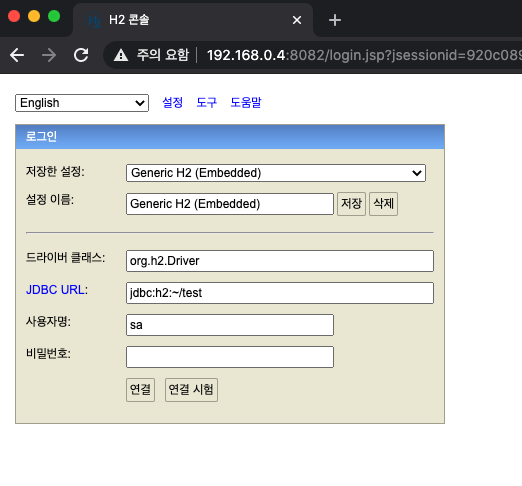 H2 콘솔
주의 요함 192.168.0.4:8082/login.jsp?jsessionid=920c089
English 설정 도구 도움말
로그인
저장한 설정: Generic H2 (Embedded)
설정 이름: Generic H2 (Embedded) 저장 삭제
드라이버 클래스: org.h2.Driver
JDBC URL: jdbc:h2:~/test
사용자명: sa
비밀번호:
연결 연결 시험